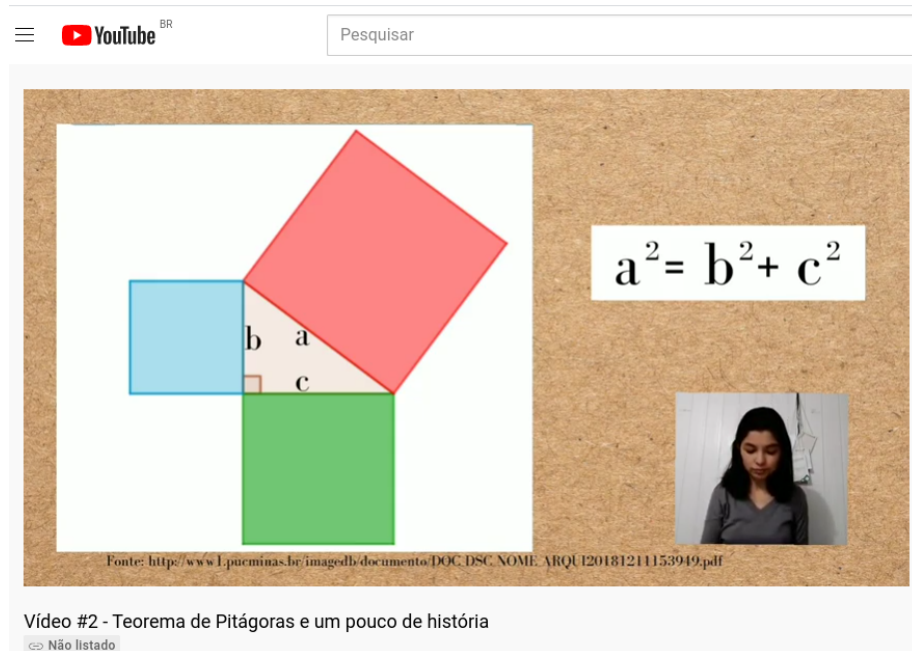 YouTube BR
Pesquisar
a² = b² + c²
b
a
c
Fonte: http://www1.pucminas.br/imagedb/documento/DOC_DSC_NOME_ARQUI20181211153949.pdf
Vídeo #2 - Teorema de Pitágoras e um pouco de história
Não listado